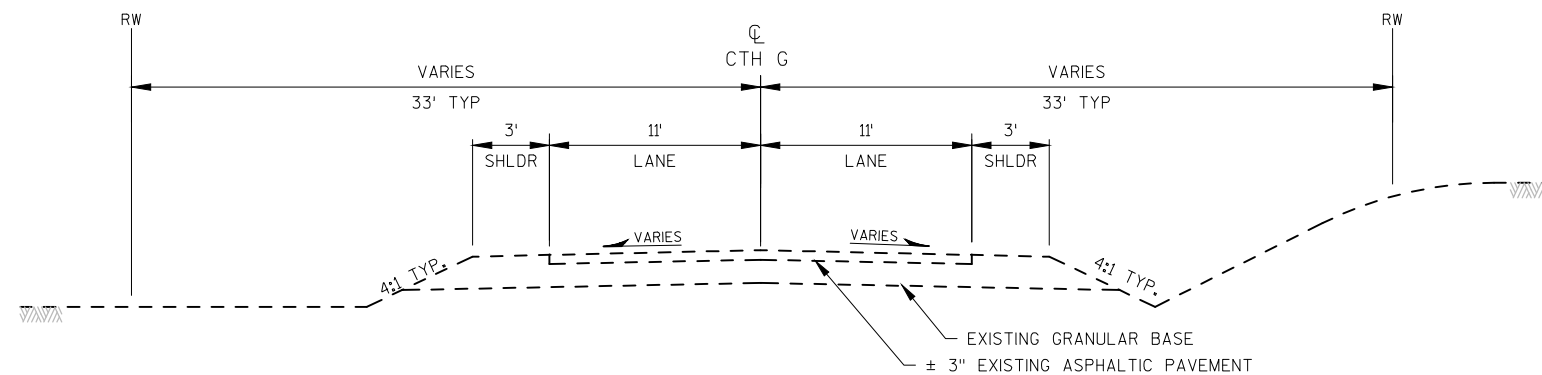 RW
RW
℄
CTH G
VARIES
VARIES
33' TYP
33' TYP
3'
11'
11'
3'
SHLDR
LANE
LANE
SHLDR
VARIES
VARIES
4:1 TYP.
4:1 TYP.
EXISTING GRANULAR BASE
± 3" EXISTING ASPHALTIC PAVEMENT